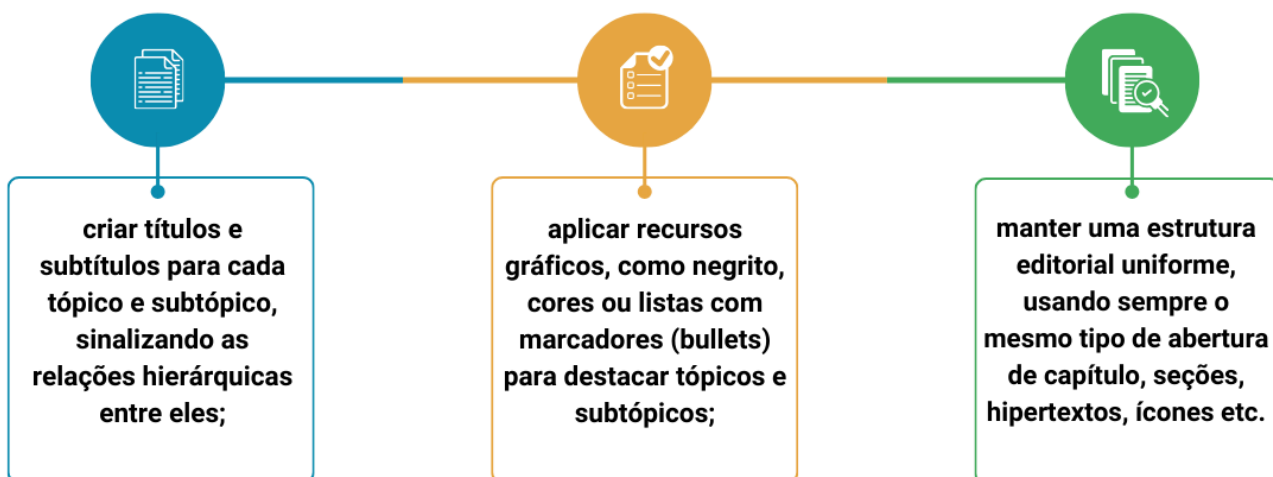 criar títulos e
subtítulos para cada
tópico e subtópico,
sinalizando as
relações hierárquicas
entre eles;
aplicar recursos
gráficos, como negrito,
cores ou listas com
marcadores (bullets)
para destacar tópicos e
subtópicos;
manter uma estrutura
editorial uniforme,
usando sempre o
mesmo tipo de abertura
de capítulo, seções,
hipertextos, ícones etc.